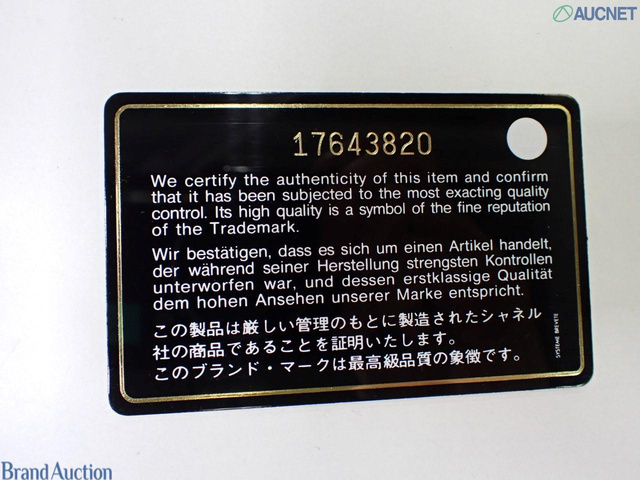 AUCNET
17643820
We certify the authenticity of this item and confirm
that it has been subjected to the most exacting quality
control. Its high quality is a symbol of the fine reputation
of the Trademark.
Wir bestätigen, dass es sich um einen Artikel handelt,
der während seiner Herstellung strengsten Kontrollen
unterworfen war, und dessen erstklassige Qualität
dem hohen Ansehen unserer Marke entspricht.
この製品は厳しい管理のもとに製造されたシャネル
社の商品であることを証明いたします。
このブランド・マークは最高級品質の象徴です。
SYSTEME BREVETE
Brand Auction